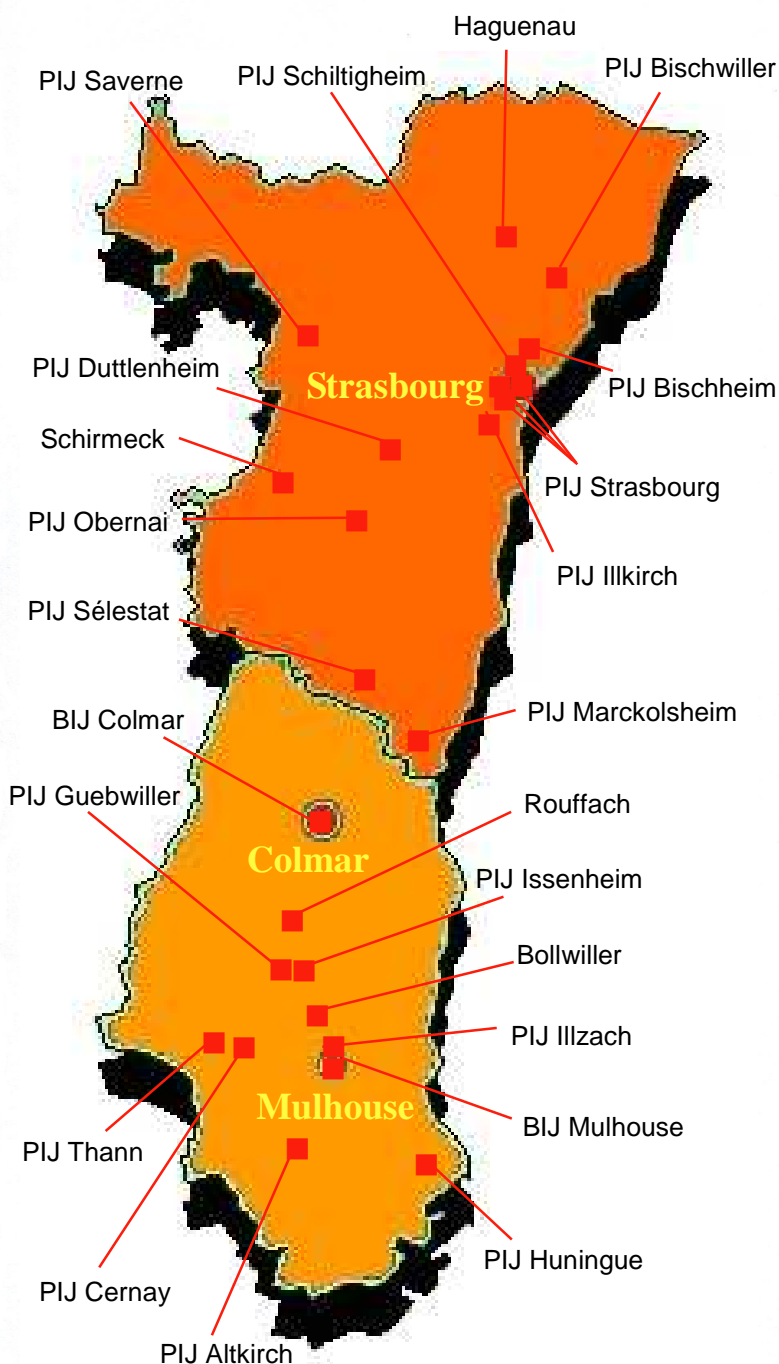 Haguenau
PIJ Schiltigheim
PIJ Bischwiller
PIJ Saverne
PIJ Duttlenheim
Strasbourg
PIJ Bischheim
Schirmeck
PIJ Strasbourg
PIJ Obernai
PIJ Illkirch
PIJ Sélestat
PIJ Marckolsheim
BIJ Colmar
PIJ Guebwiller
Rouffach
Colmar
PIJ Issenheim
Bollwiller
PIJ Illzach
Mulhouse
BIJ Mulhouse
PIJ Thann
PIJ Huningue
PIJ Cernay
PIJ Altkirch